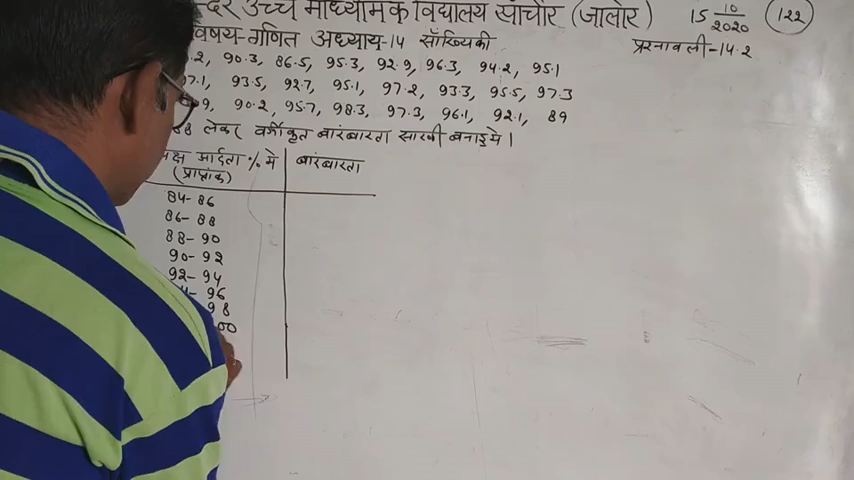 उच्च माध्यमिक विद्यालय सांचोर (जालोर) 15 10/2020 122
विषय-गणित अध्याय-14 सांख्यिकी प्रश्नावली-14.2
90.3, 86.5, 95.3, 92.9, 96.3, 94.2, 95.1
93.5, 92.7, 95.1, 97.2, 93.3, 95.5, 97.3
90.2, 95.7, 98.3, 97.3, 96.1, 92.1, 89
लेकर वर्गीकृत बारंबारता सारणी बनाइये।
आर्द्रता % मे बारंबारता
(प्राप्तांक)
84-86
86-88
88-90
90-92
92-94
96
98